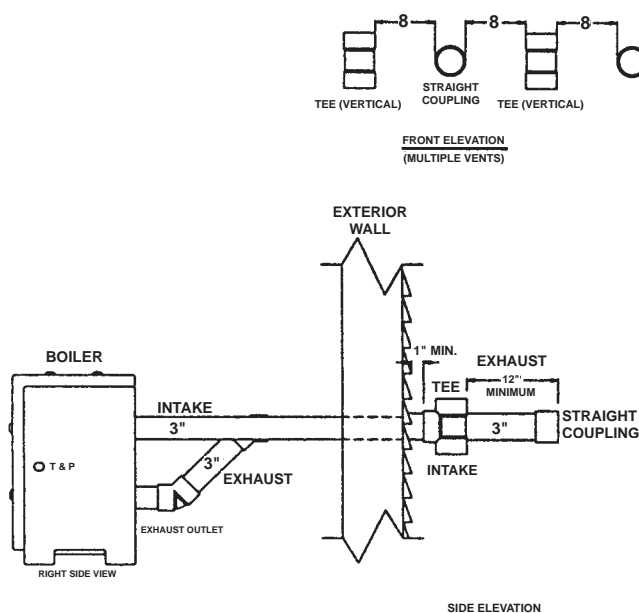 8 8 8
TEE (VERTICAL)
STRAIGHT
COUPLING
TEE (VERTICAL)
FRONT ELEVATION
(MULTIPLE VENTS)
EXTERIOR
WALL
1" MIN.
EXHAUST
12"
MINIMUM
TEE
STRAIGHT
COUPLING
3"
INTAKE
BOILER
INTAKE
3"
3"
EXHAUST
T & P
EXHAUST OUTLET
RIGHT SIDE VIEW
SIDE ELEVATION